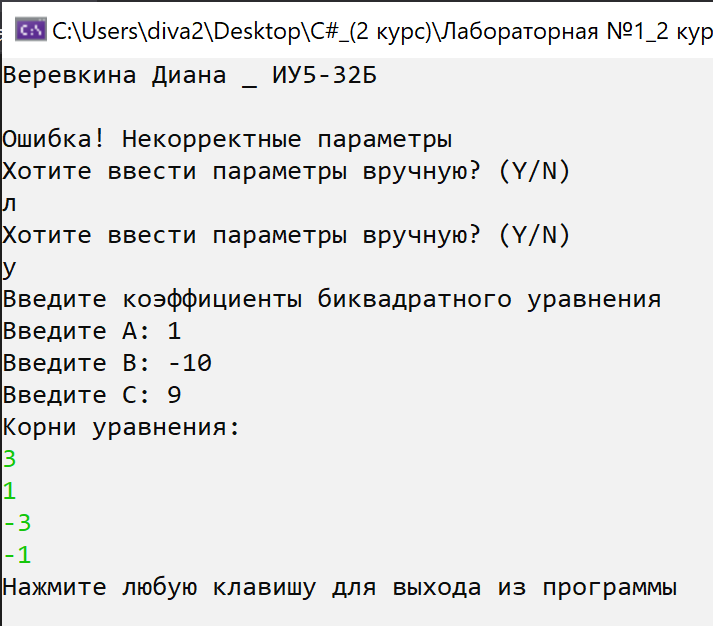 C:\Users\diva2\Desktop\C#_(2 курс)\Лабораторная №1_2 кур
Веревкина Диана _ ИУ5-32Б
Ошибка! Некорректные параметры
Хотите ввести параметры вручную? (Y/N)
л
Хотите ввести параметры вручную? (Y/N)
y
Введите коэффициенты биквадратного уравнения
Введите A: 1
Введите B: -10
Введите C: 9
Корни уравнения:
3
1
-3
-1
Нажмите любую клавишу для выхода из программы